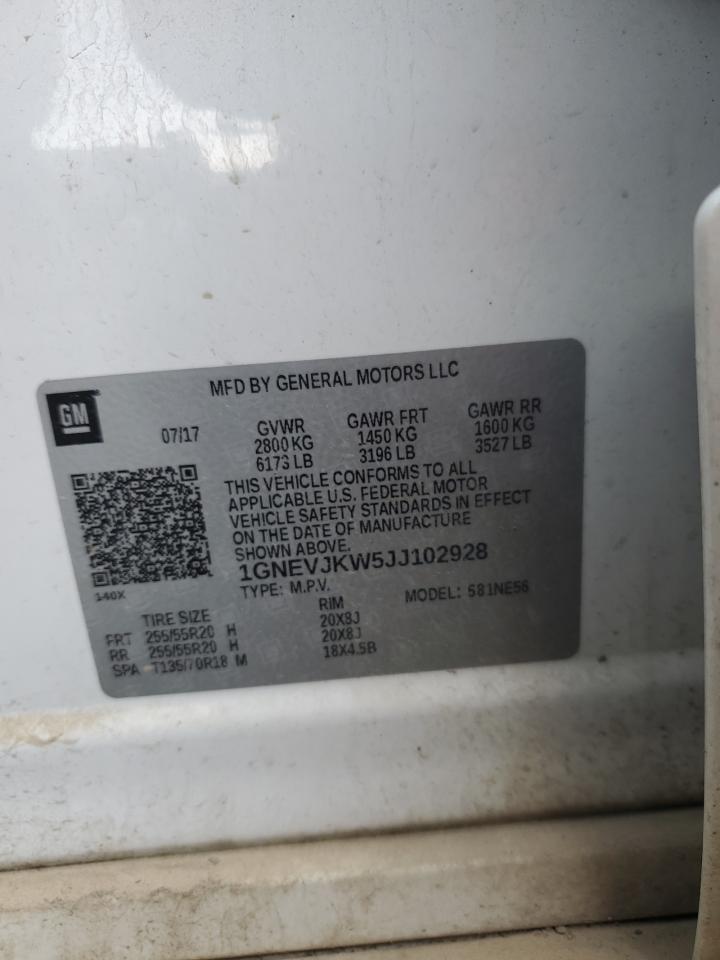 MFD BY GENERAL MOTORS LLC
GM
07/17
GVWR GAWR FRT GAWR RR
2800 KG 1450 KG 1600 KG
6173 LB 3196 LB 3527 LB
THIS VEHICLE CONFORMS TO ALL
APPLICABLE U.S. FEDERAL MOTOR
VEHICLE SAFETY STANDARDS IN EFFECT
ON THE DATE OF MANUFACTURE
SHOWN ABOVE.
1GNEVJKW5JJ102928
TYPE: M.P.V. MODEL: 581NE56
140X
TIRE SIZE RIM
FRT 255/55R20 H 20X8J
RR 255/55R20 H 20X8J
SPA T135/70R18 M 18X4.5B